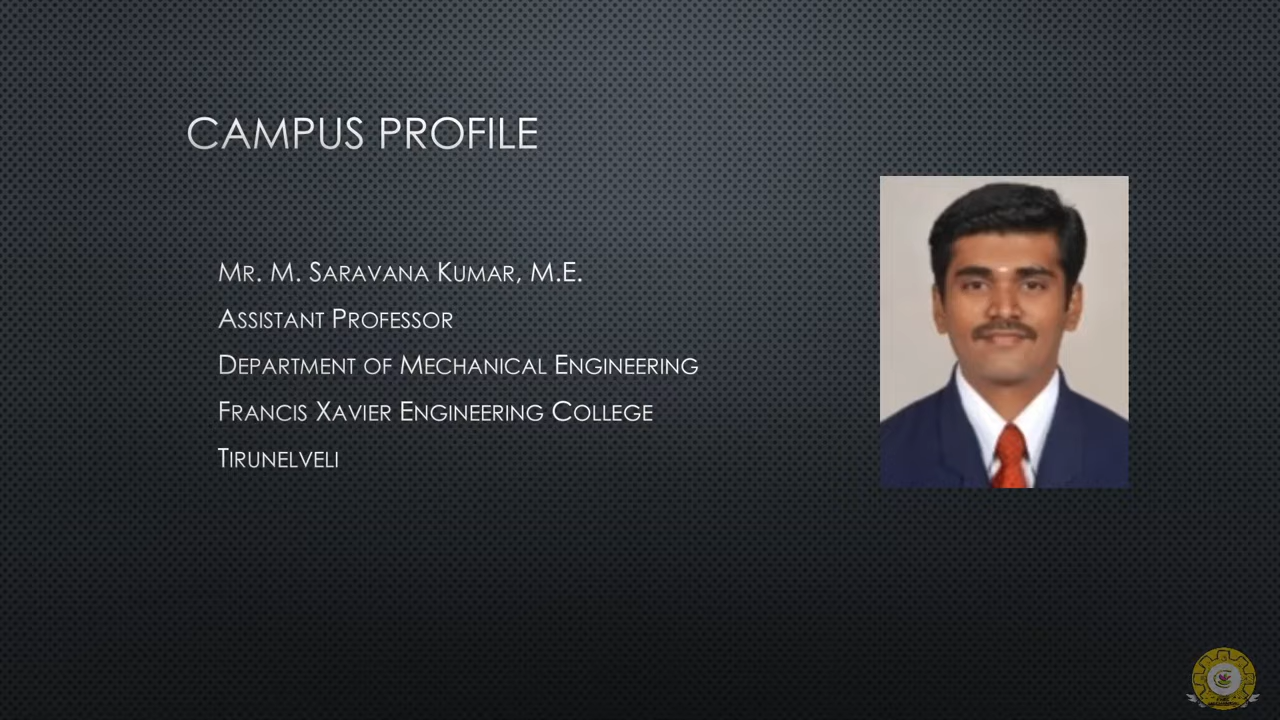 CAMPUS PROFILE
MR. M. SARAVANA KUMAR, M.E.
ASSISTANT PROFESSOR
DEPARTMENT OF MECHANICAL ENGINEERING
FRANCIS XAVIER ENGINEERING COLLEGE
TIRUNELVELI